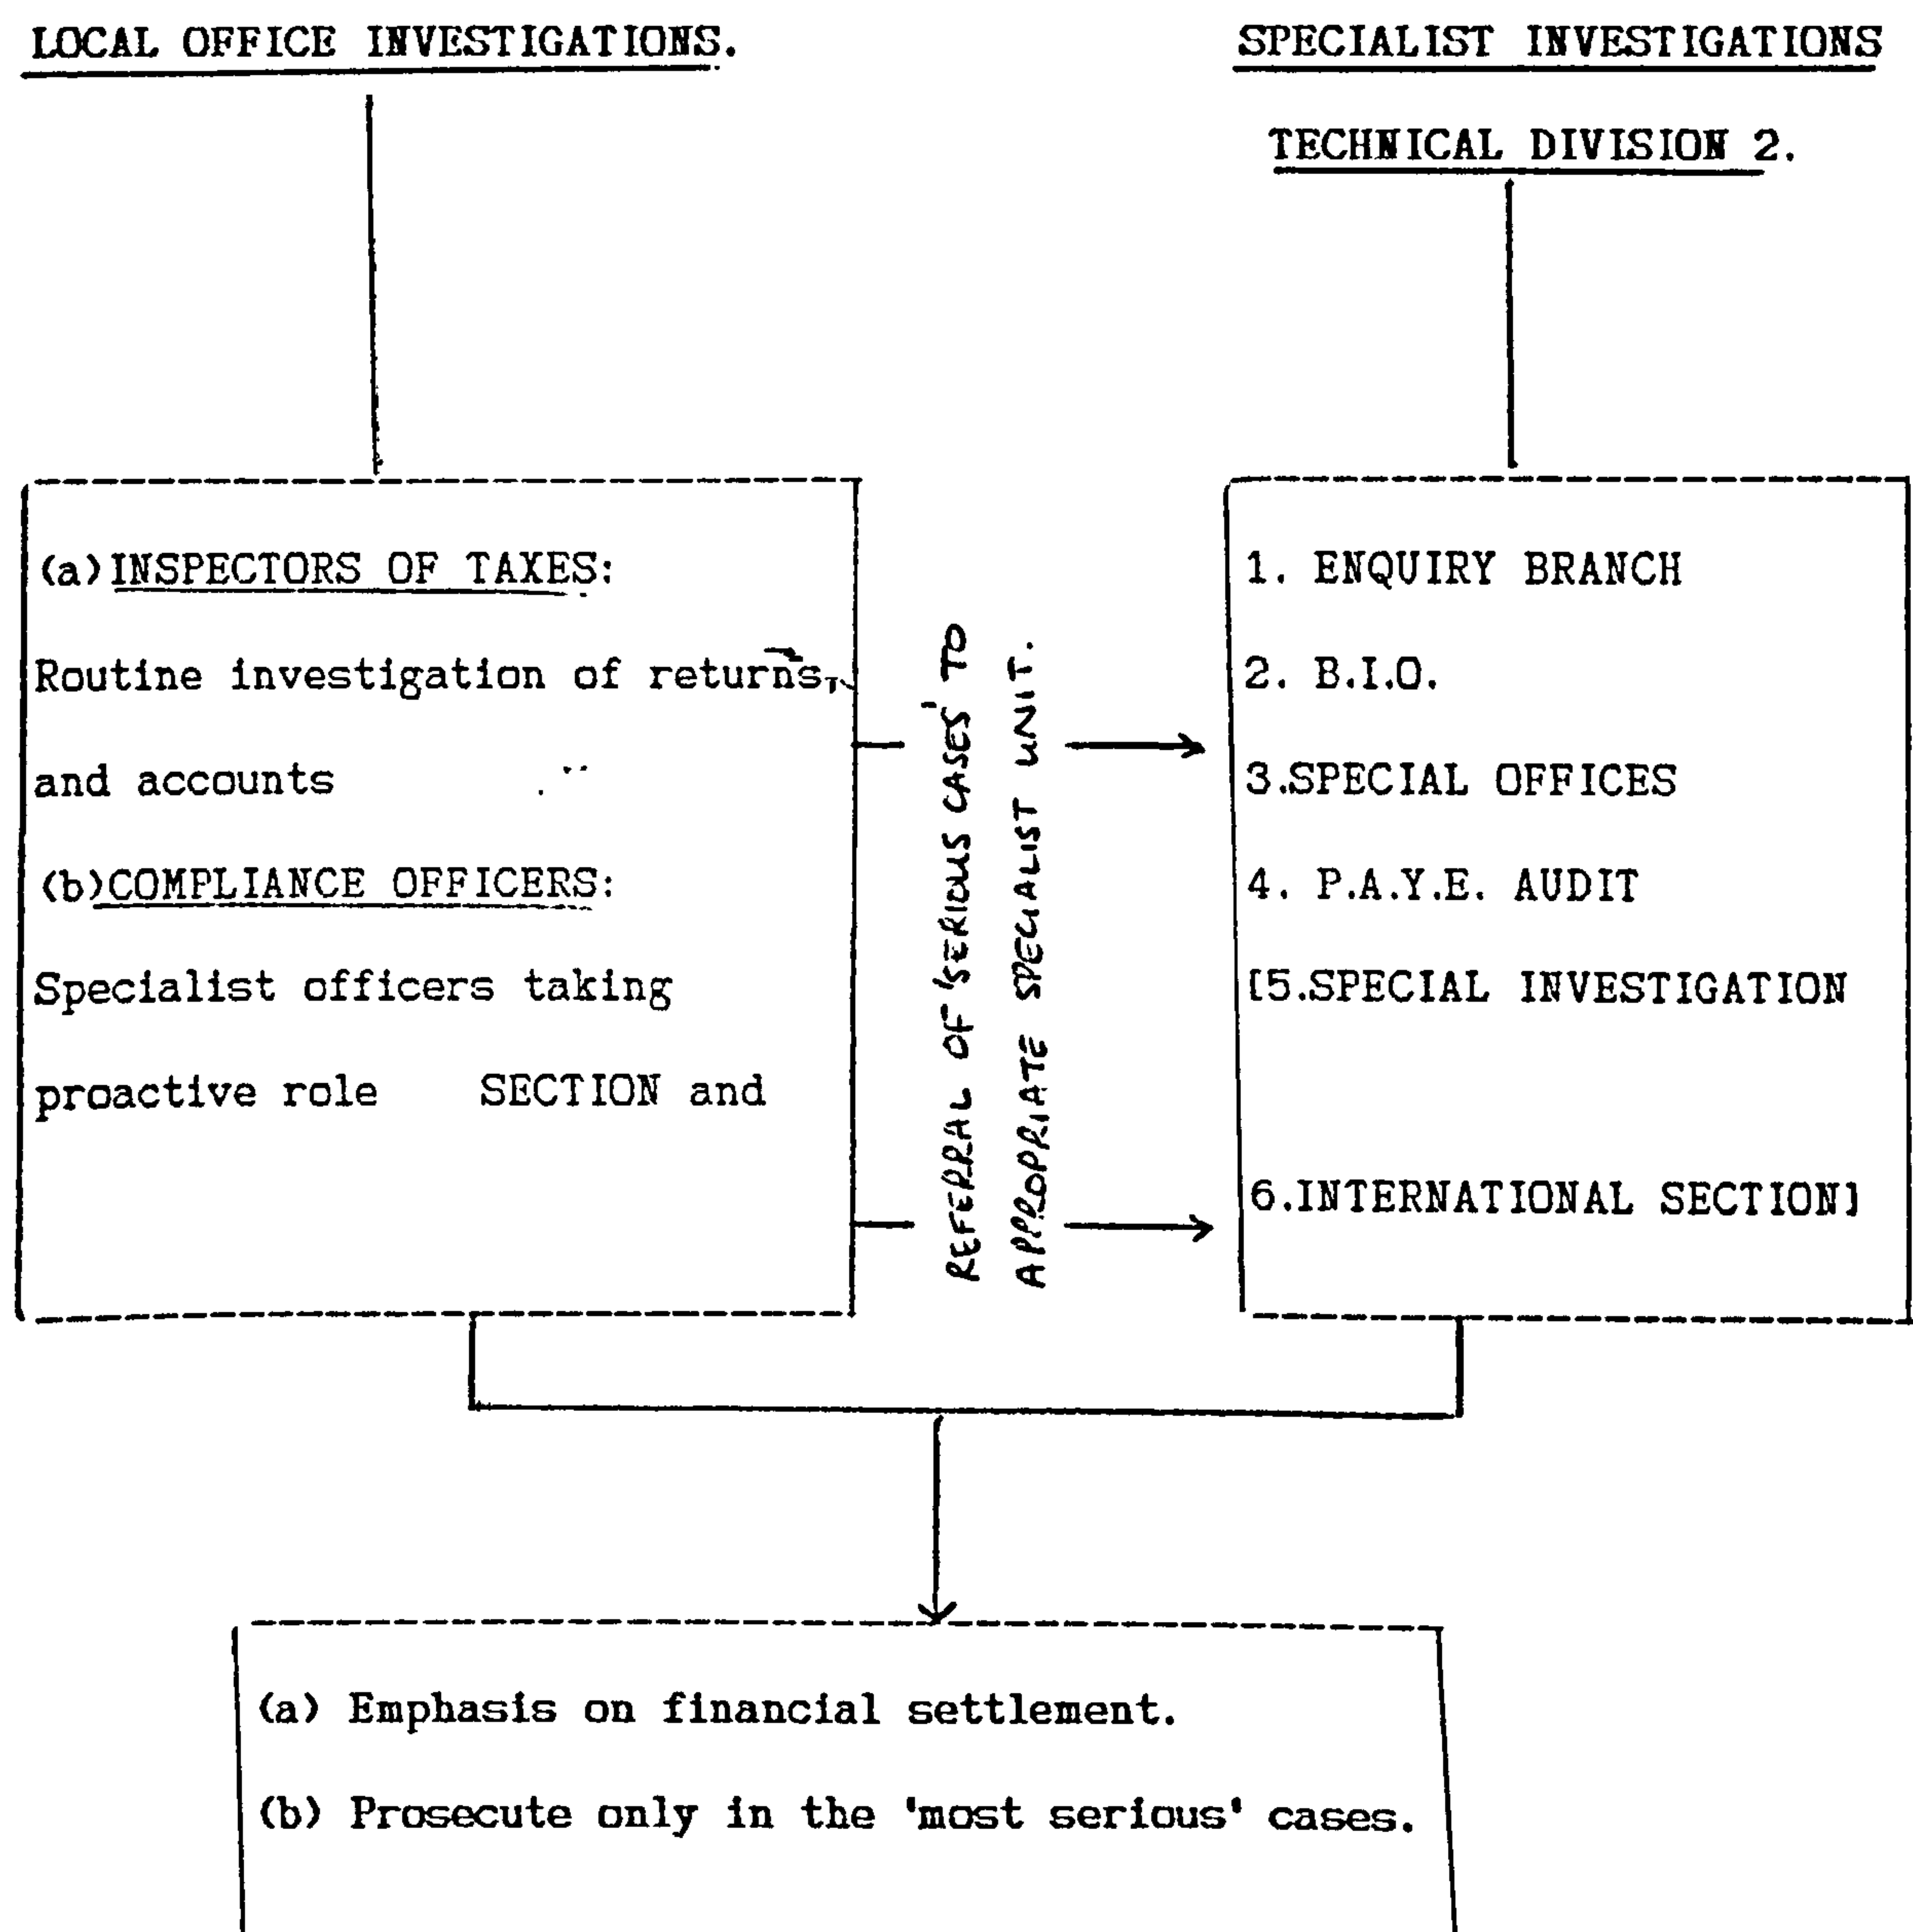 LOCAL OFFICE INVESTIGATIONS.
SPECIALIST INVESTIGATIONS
TECHNICAL DIVISION 2.
(a)INSPECTORS OF TAXES:
Routine investigation of returns,
and accounts
(b)COMPLIANCE OFFICERS:
Specialist officers taking
proactive role SECTION and
REFERRAL OF 'SERIOUS CASES' TO
APPROPRIATE SPECIALIST UNIT.
1. ENQUIRY BRANCH
2. B.I.O.
3.SPECIAL OFFICES
4. P.A.Y.E. AUDIT
[5.SPECIAL INVESTIGATION
6.INTERNATIONAL SECTION]
(a) Emphasis on financial settlement.
(b) Prosecute only in the 'most serious' cases.